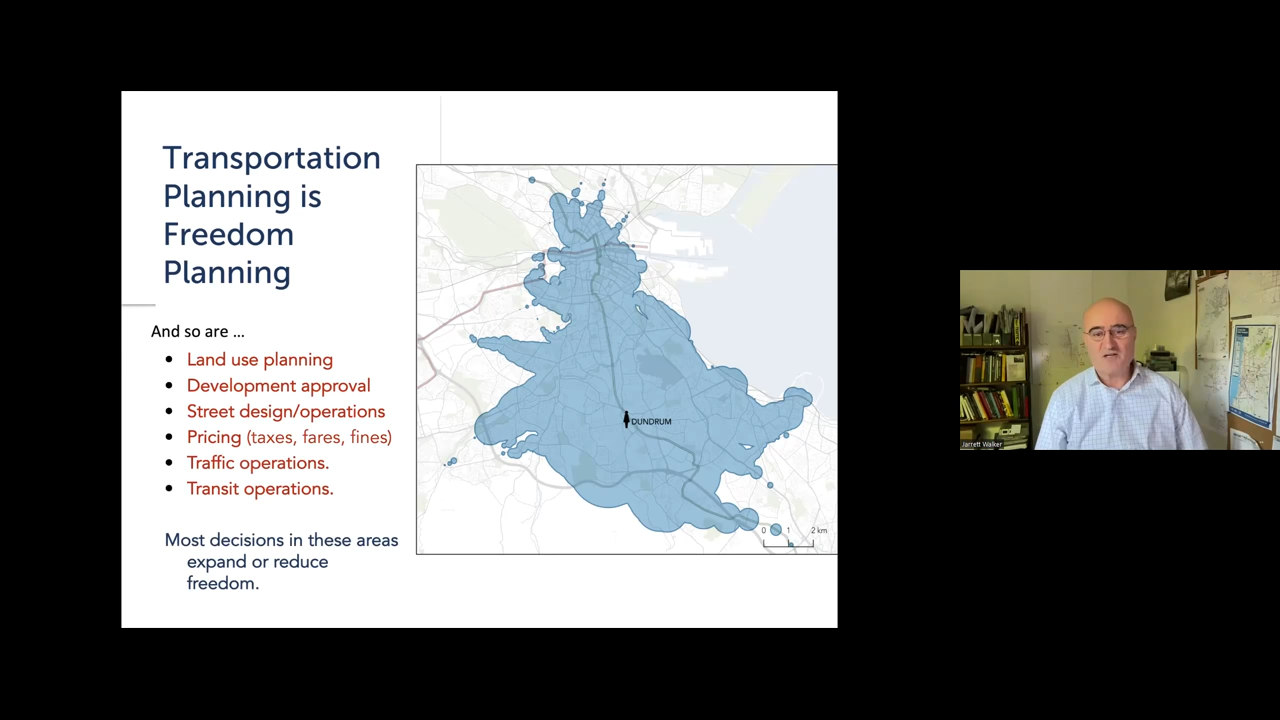 Transportation
Planning is
Freedom
Planning
And so are ...
• Land use planning
• Development approval
• Street design/operations
• Pricing (taxes, fares, fines)
• Traffic operations.
• Transit operations.
Most decisions in these areas
expand or reduce
freedom.
DUNDRUM
0 1 2 km
Jarrett Walker